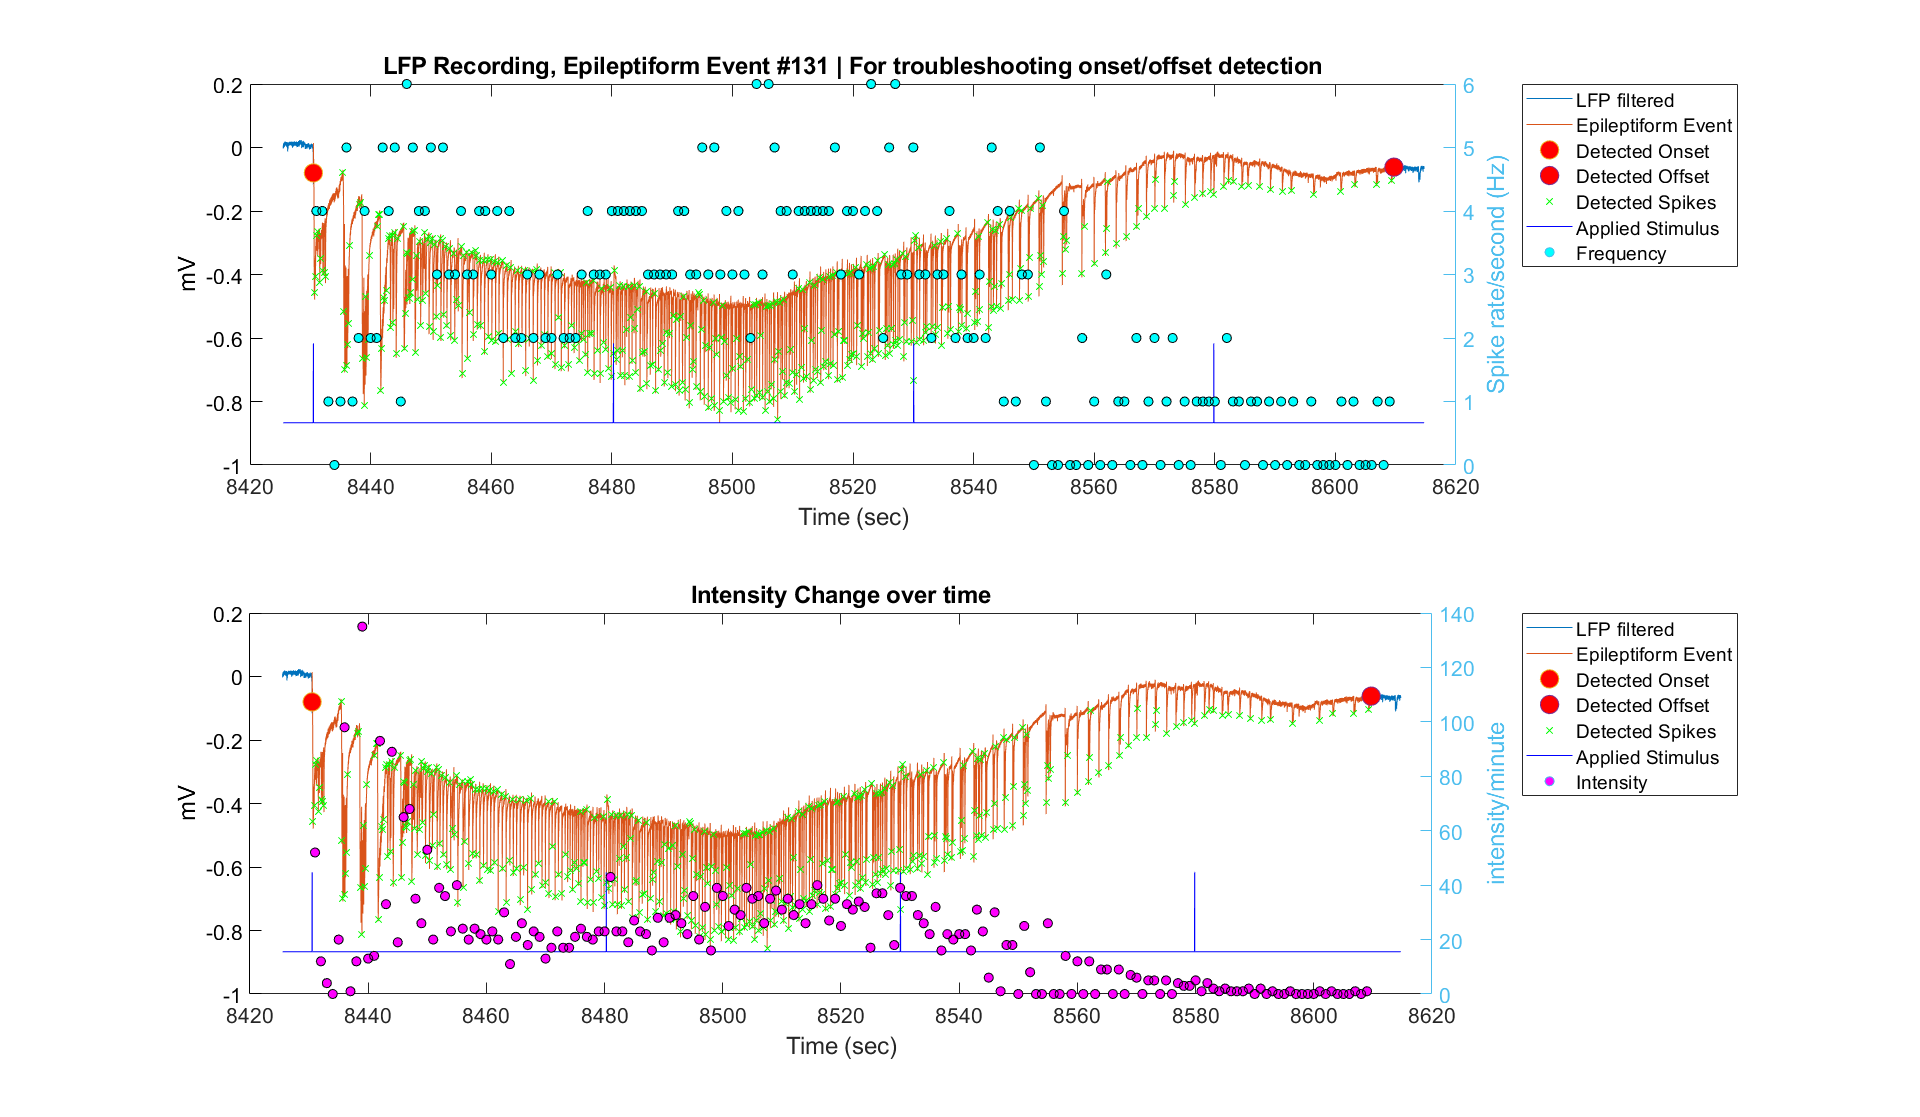 LFP Recording, Epileptiform Event #131 | For troubleshooting onset/offset detection
0.2
0
-0.2
-0.4
-0.6
-0.8
-1
mV
6
5
4
3
2
1
0
Spike rate/second (Hz)
8420 8440 8460 8480 8500 8520 8540 8560 8580 8600 8620
Time (sec)
LFP filtered
Epileptiform Event
Detected Onset
Detected Offset
Detected Spikes
Applied Stimulus
Frequency
Intensity Change over time
0.2
0
-0.2
-0.4
-0.6
-0.8
-1
mV
140
120
100
80
60
40
20
0
intensity/minute
8420 8440 8460 8480 8500 8520 8540 8560 8580 8600 8620
Time (sec)
LFP filtered
Epileptiform Event
Detected Onset
Detected Offset
Detected Spikes
Applied Stimulus
Intensity